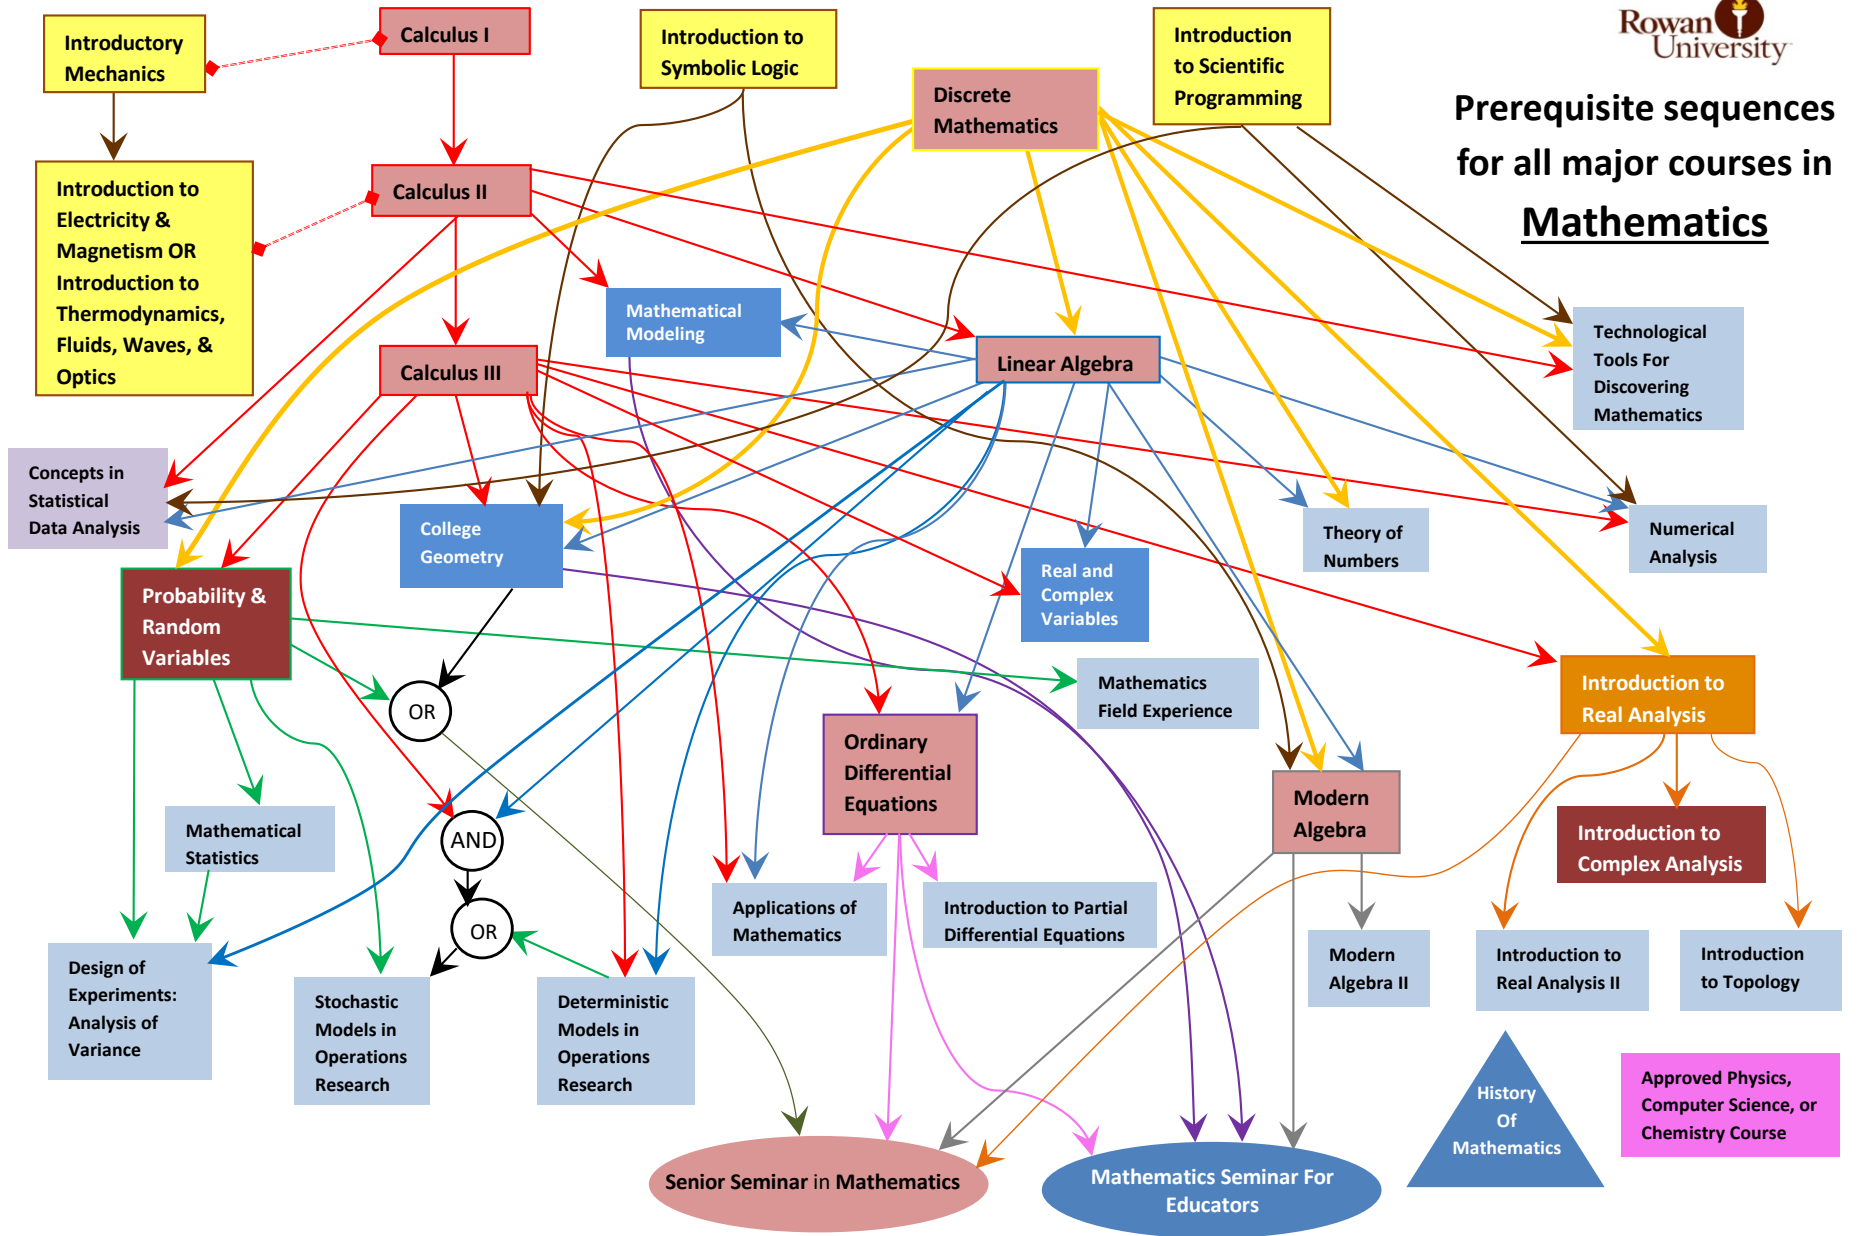 Rowan
University
Prerequisite sequences
for all major courses in
Mathematics
Introductory
Mechanics
Calculus I
Introduction to
Symbolic Logic
Discrete
Mathematics
Introduction
to Scientific
Programming
Introduction to
Electricity &
Magnetism OR
Introduction to
Thermodynamics,
Fluids, Waves, &
Optics
Calculus II
Mathematical
Modeling
Calculus III
Linear Algebra
Technological
Tools For
Discovering
Mathematics
Concepts in
Statistical
Data Analysis
College
Geometry
Theory of
Numbers
Numerical
Analysis
Probability &
Random
Variables
Real and
Complex
Variables
OR
Mathematics
Field Experience
Introduction to
Real Analysis
Ordinary
Differential
Equations
Modern
Algebra
Mathematical
Statistics
AND
Introduction to
Complex Analysis
OR
Applications of
Mathematics
Introduction to Partial
Differential Equations
Modern
Algebra II
Introduction to
Real Analysis II
Introduction
to Topology
Design of
Experiments:
Analysis of
Variance
Stochastic
Models in
Operations
Research
Deterministic
Models in
Operations
Research
History
Of
Mathematics
Approved Physics,
Computer Science, or
Chemistry Course
Senior Seminar in Mathematics
Mathematics Seminar For
Educators